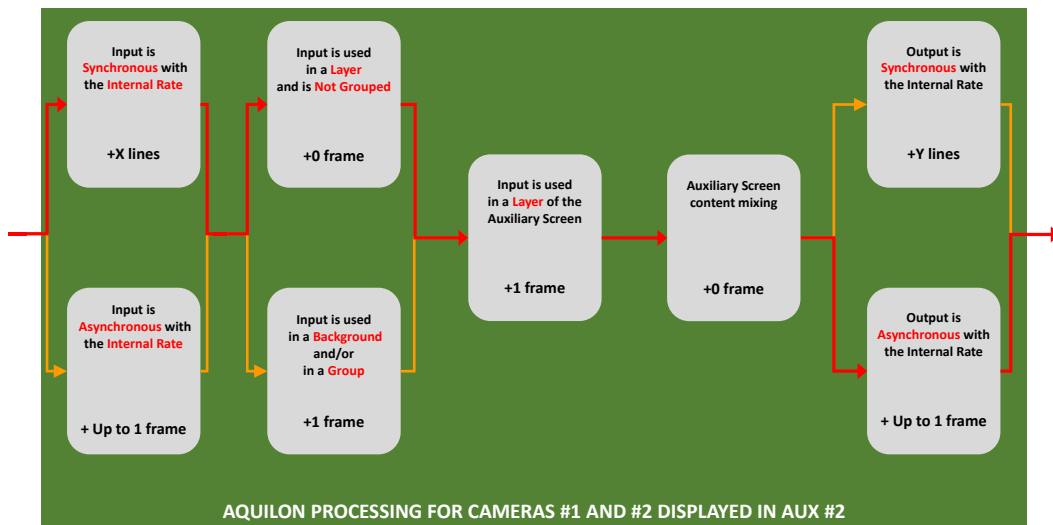 Input is
Synchronous with
the Internal Rate
+X lines
Input is used
in a Layer
and is Not Grouped
+0 frame
Output is
Synchronous with
the Internal Rate
+Y lines
Input is used
in a Layer of the
Auxiliary Screen
+1 frame
Auxiliary Screen
content mixing
+0 frame
Input is
Asynchronous with
the Internal Rate
+ Up to 1 frame
Input is used
in a Background
and/or
in a Group
+1 frame
Output is
Asynchronous with
the Internal Rate
+ Up to 1 frame
AQUILON PROCESSING FOR CAMERAS #1 AND #2 DISPLAYED IN AUX #2